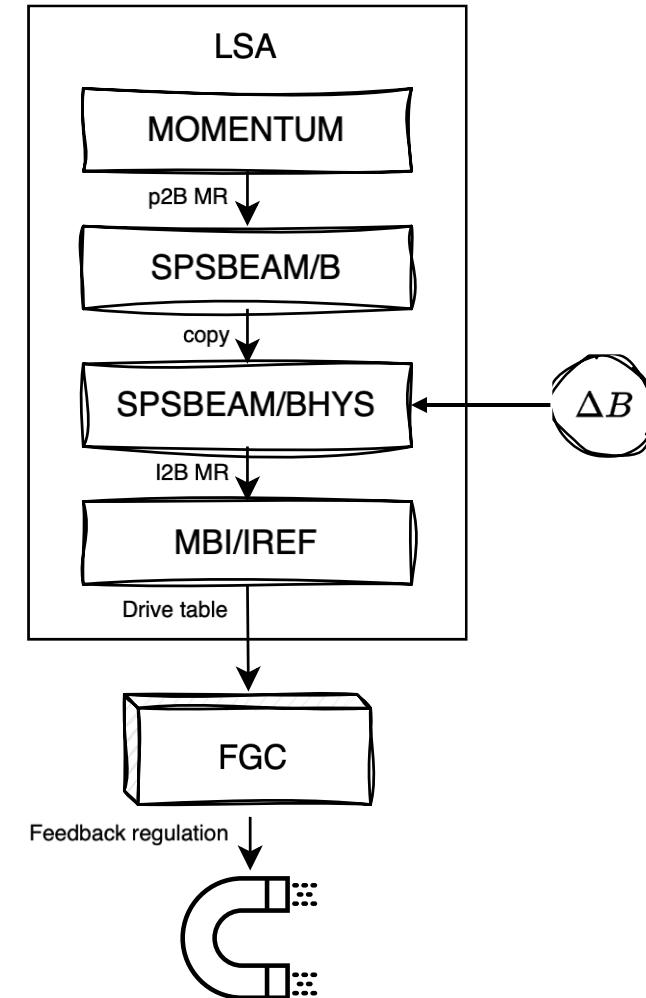 LSA
MOMENTUM
p2B MR
SPSBEAM/B
copy
SPSBEAM/BHYS
ΔB
I2B MR
MBI/IREF
Drive table
FGC
Feedback regulation